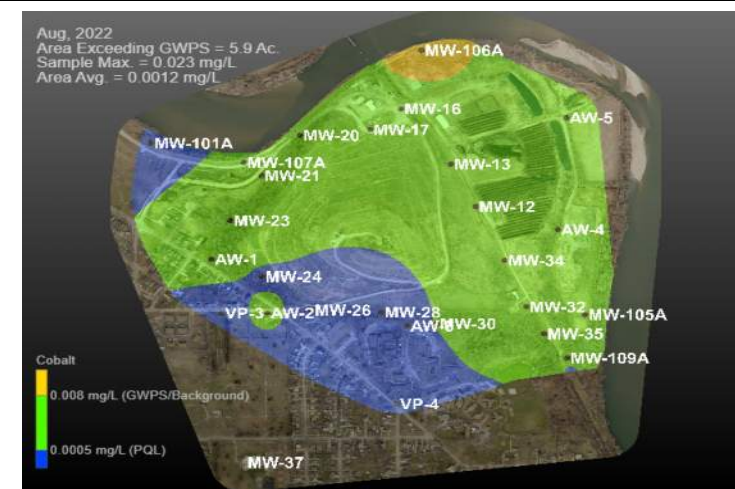 Aug, 2022
Area Exceeding GWPS = 5.9 Ac.
Sample Max. = 0.023 mg/L
Area Avg. = 0.0012 mg/L
MW-106A
MW-16
AW-5
MW-17
MW-20
MW-101A
MW-107A
MW-13
MW-21
MW-12
MW-23
AW-4
AW-1
MW-34
MW-24
MW-32
VP-3
AW-2
MW-26
MW-28
MW-105A
MW-30
MW-35
MW-109A
Cobalt
0.008 mg/L (GWPS/Background)
VP-4
0.0005 mg/L (PQL)
MW-37